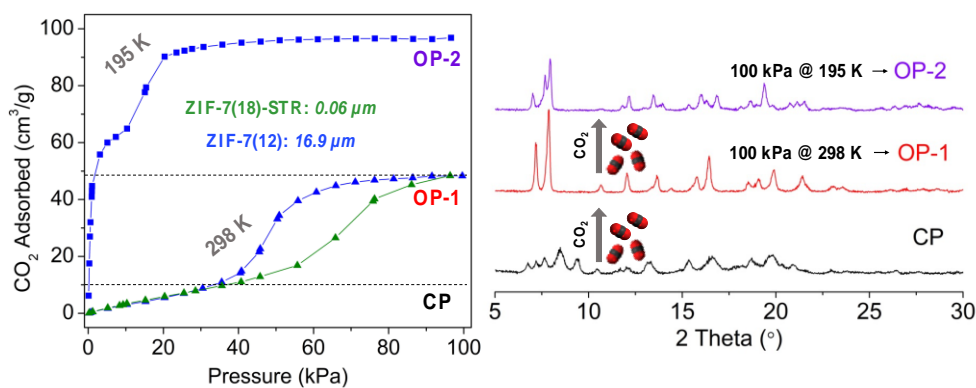 100
80
60
40
20
0
CO2 Adsorbed (cm3/g)
195 K
OP-2
ZIF-7(18)-STR: 0.06 μm
ZIF-7(12): 16.9 μm
OP-1
298 K
CP
0 20 40 60 80 100
Pressure (kPa)
100 kPa @ 195 K → OP-2
CO2
100 kPa @ 298 K → OP-1
CO2
CP
5 10 15 20 25 30
2 Theta (°)